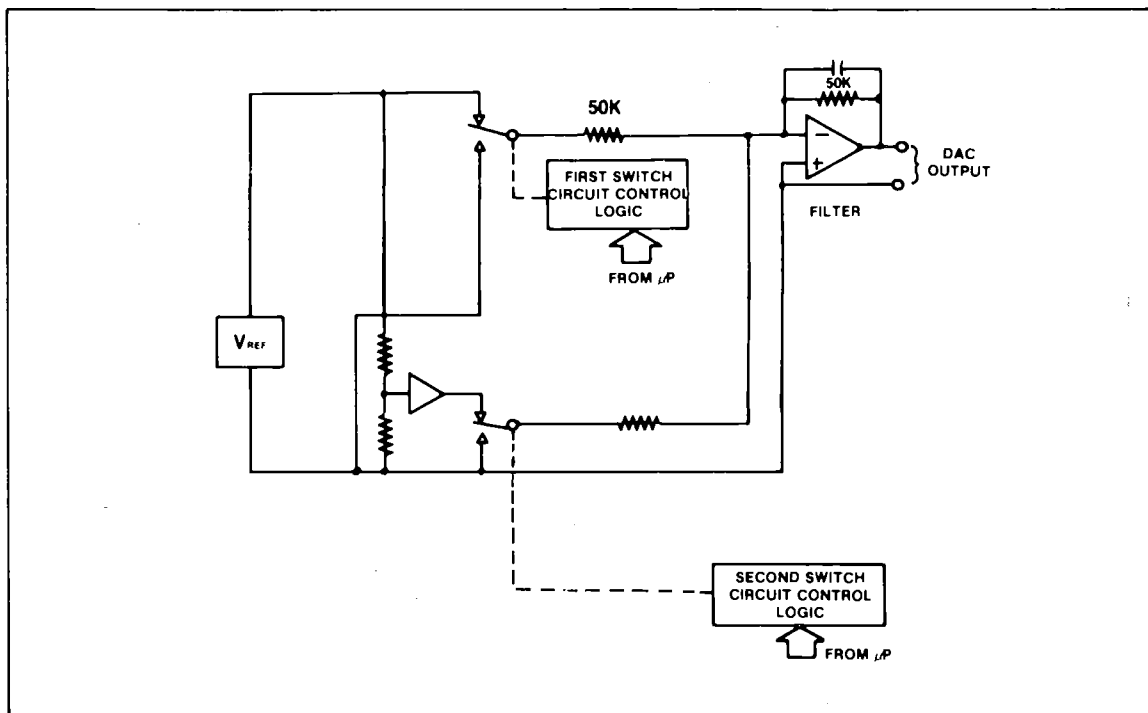 50K
50K
FIRST SWITCH
CIRCUIT CONTROL
LOGIC
FROM μP
−
+
DAC
OUTPUT
FILTER
VREF
SECOND SWITCH
CIRCUIT CONTROL
LOGIC
FROM μP